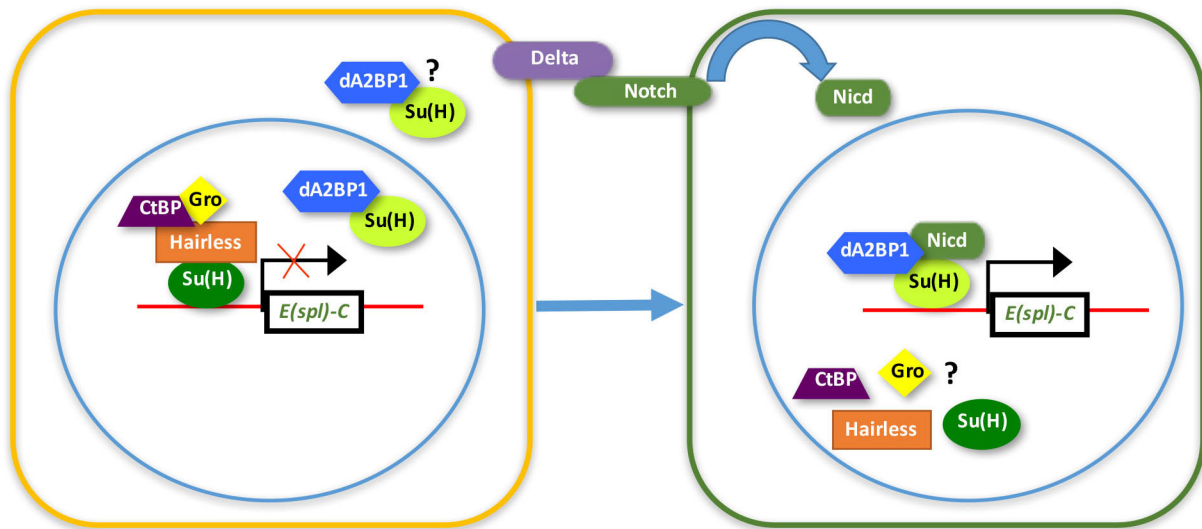 dA2BP1 ?
Su(H)
Delta
Notch
Nicd
CtBP
Gro
Hairless
Su(H)
dA2BP1
Su(H)
E(spl)-C
dA2BP1
Nicd
Su(H)
E(spl)-C
CtBP
Gro
?
Hairless
Su(H)